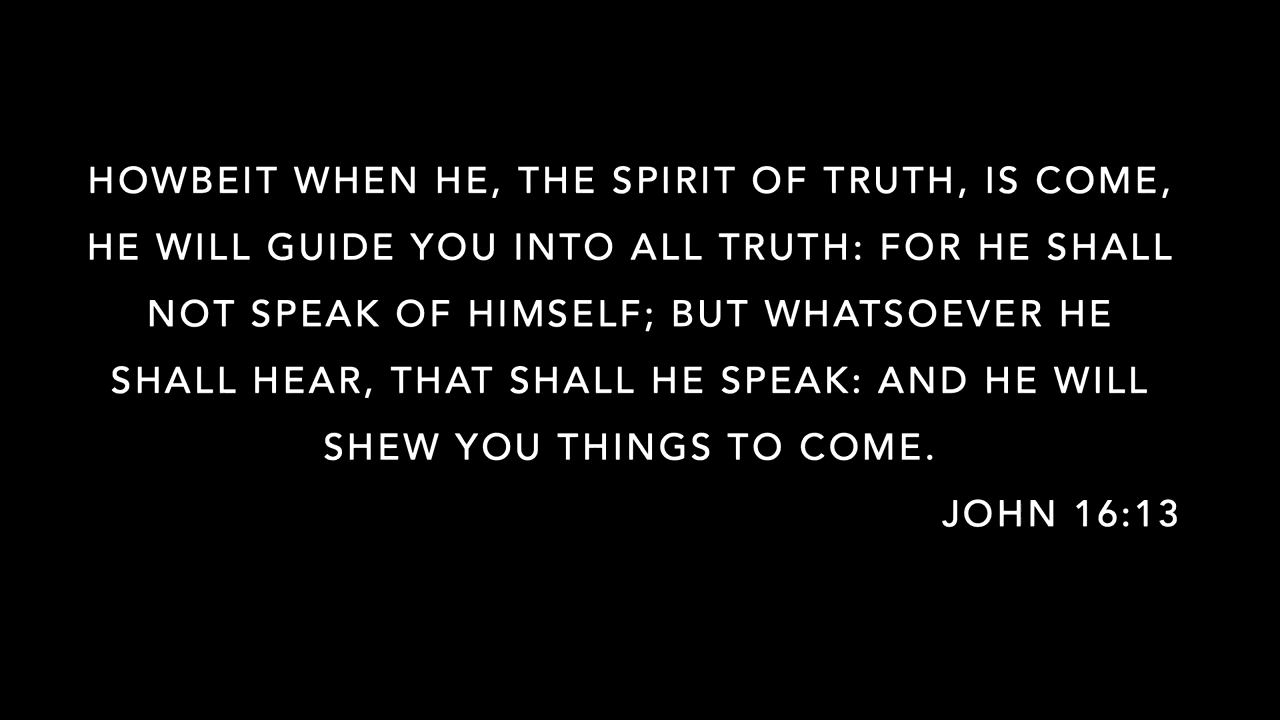 HOWBEIT WHEN HE, THE SPIRIT OF TRUTH, IS COME,
HE WILL GUIDE YOU INTO ALL TRUTH: FOR HE SHALL
NOT SPEAK OF HIMSELF; BUT WHATSOEVER HE
SHALL HEAR, THAT SHALL HE SPEAK: AND HE WILL
SHEW YOU THINGS TO COME.
JOHN 16:13